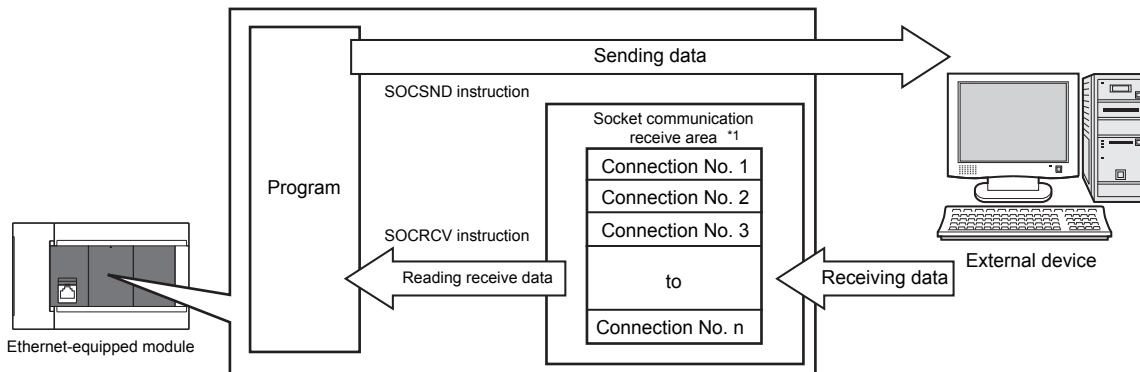 Sending data
SOCSND instruction
Socket communication
receive area *1
Connection No. 1
Program
Connection No. 2
SOCRCV instruction
Connection No. 3
External device
Reading receive data
to
Receiving data
Connection No. n
Ethernet-equipped module